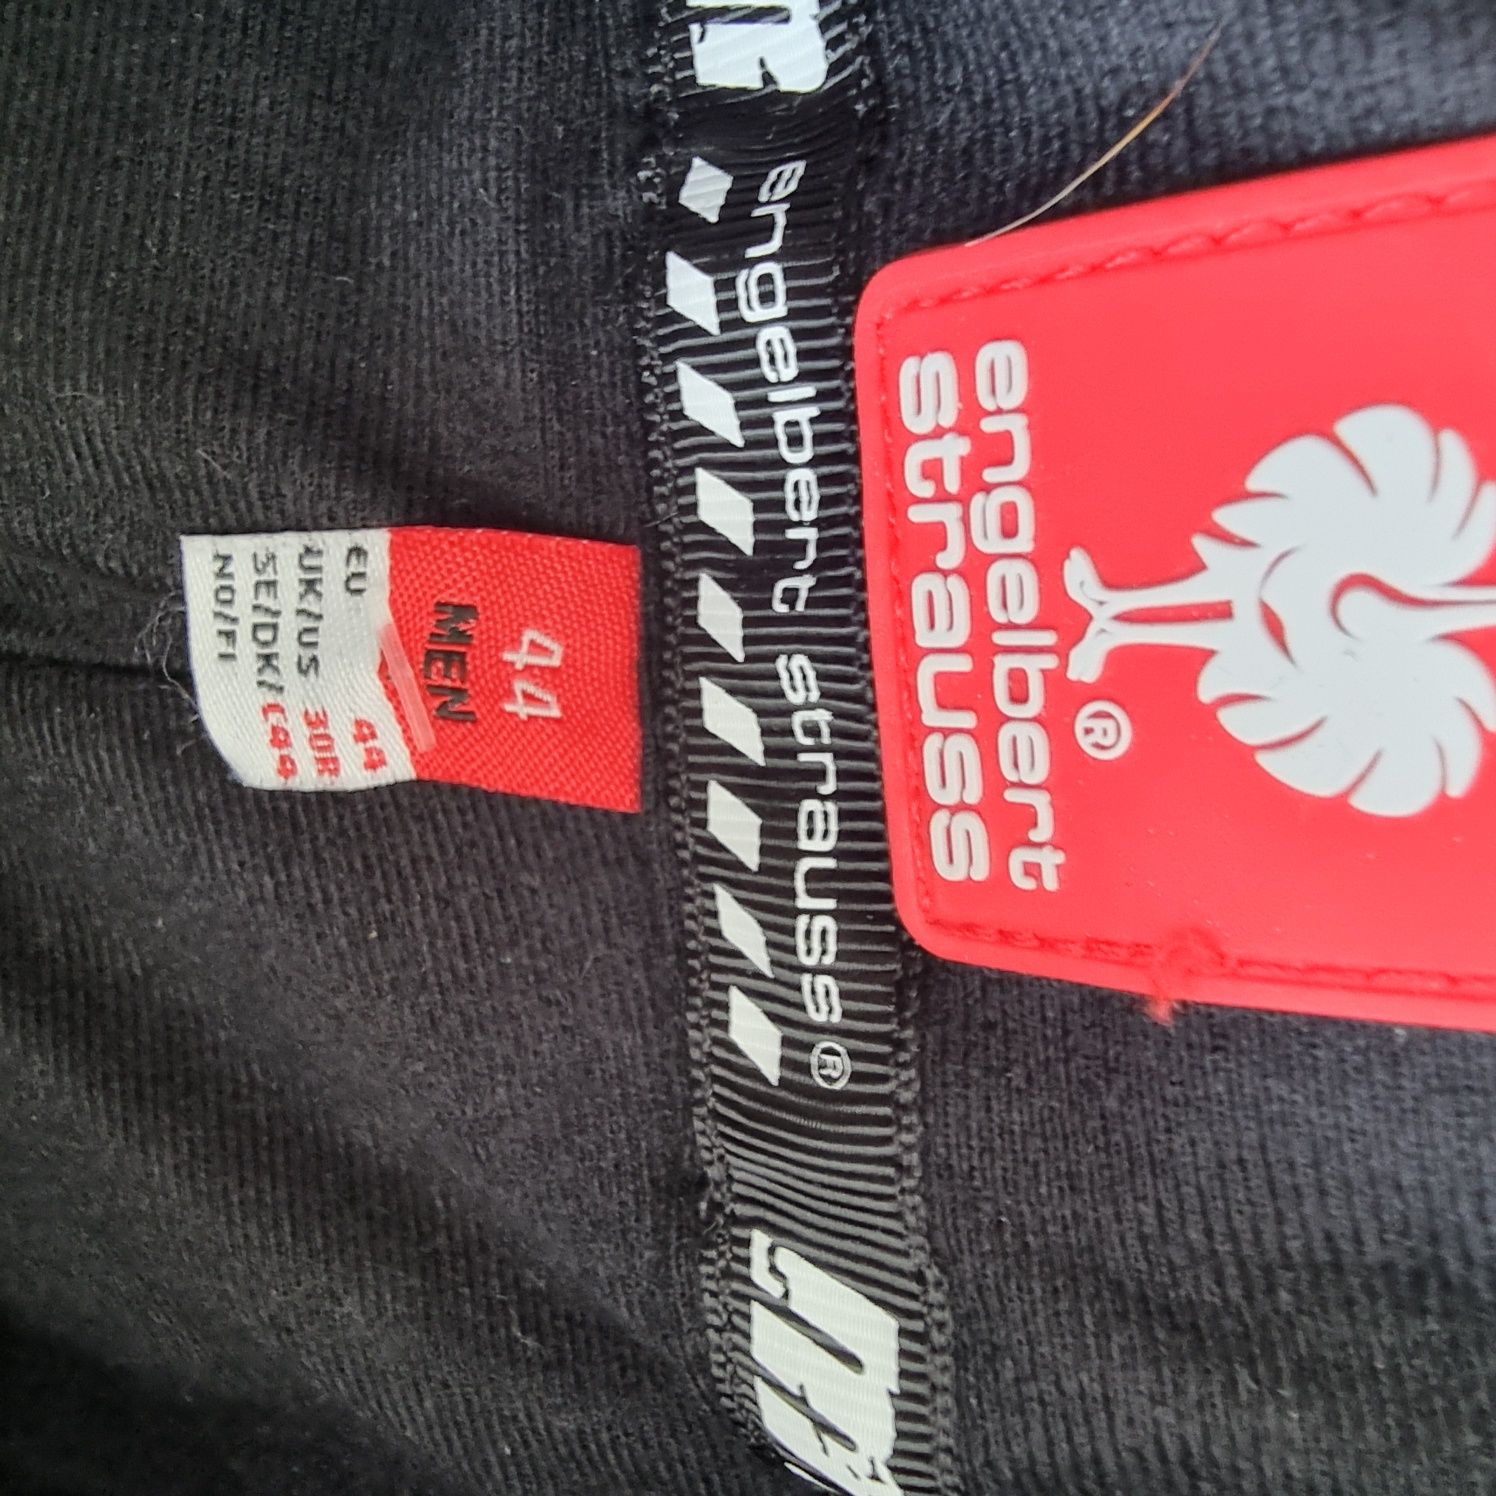 engelbert strauss®
engelbert
strauss
®
44
MEN
EU 44
UK/US 30R
SE/DK/ C44
NO/FI